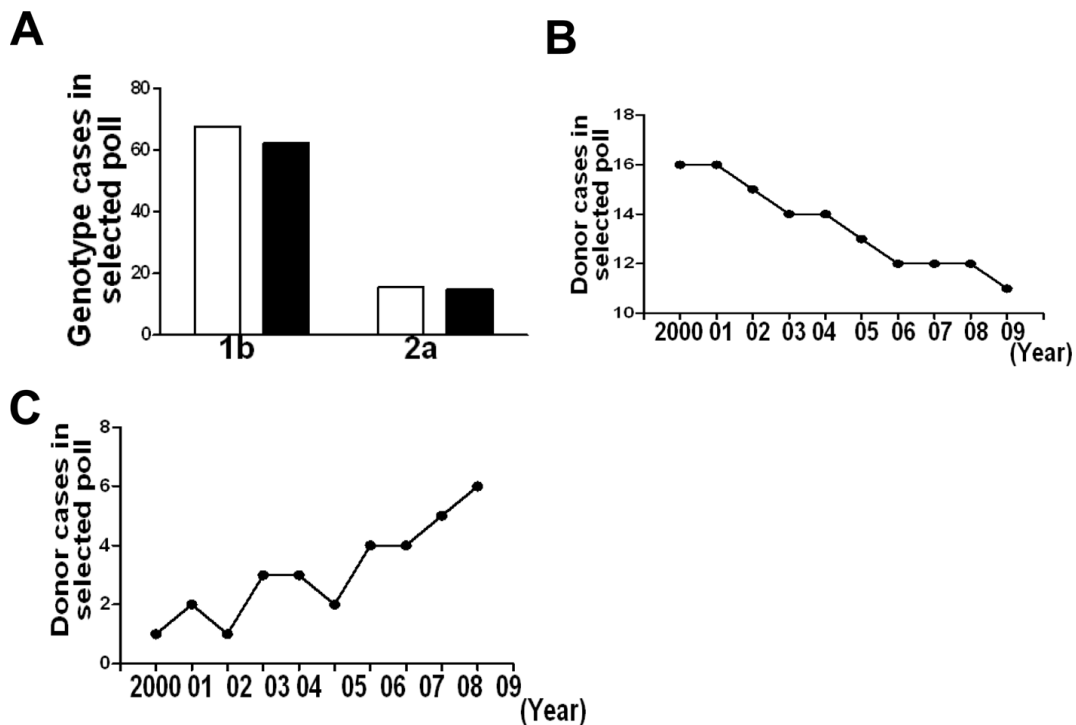 A
Genotype cases in
selected poll
80
60
40
20
0
1b 2a
B
Donor cases in
selected poll
18
16
14
12
10
2000 01 02 03 04 05 06 07 08 09
(Year)
C
Donor cases in
selected poll
8
6
4
2
0
2000 01 02 03 04 05 06 07 08 09
(Year)